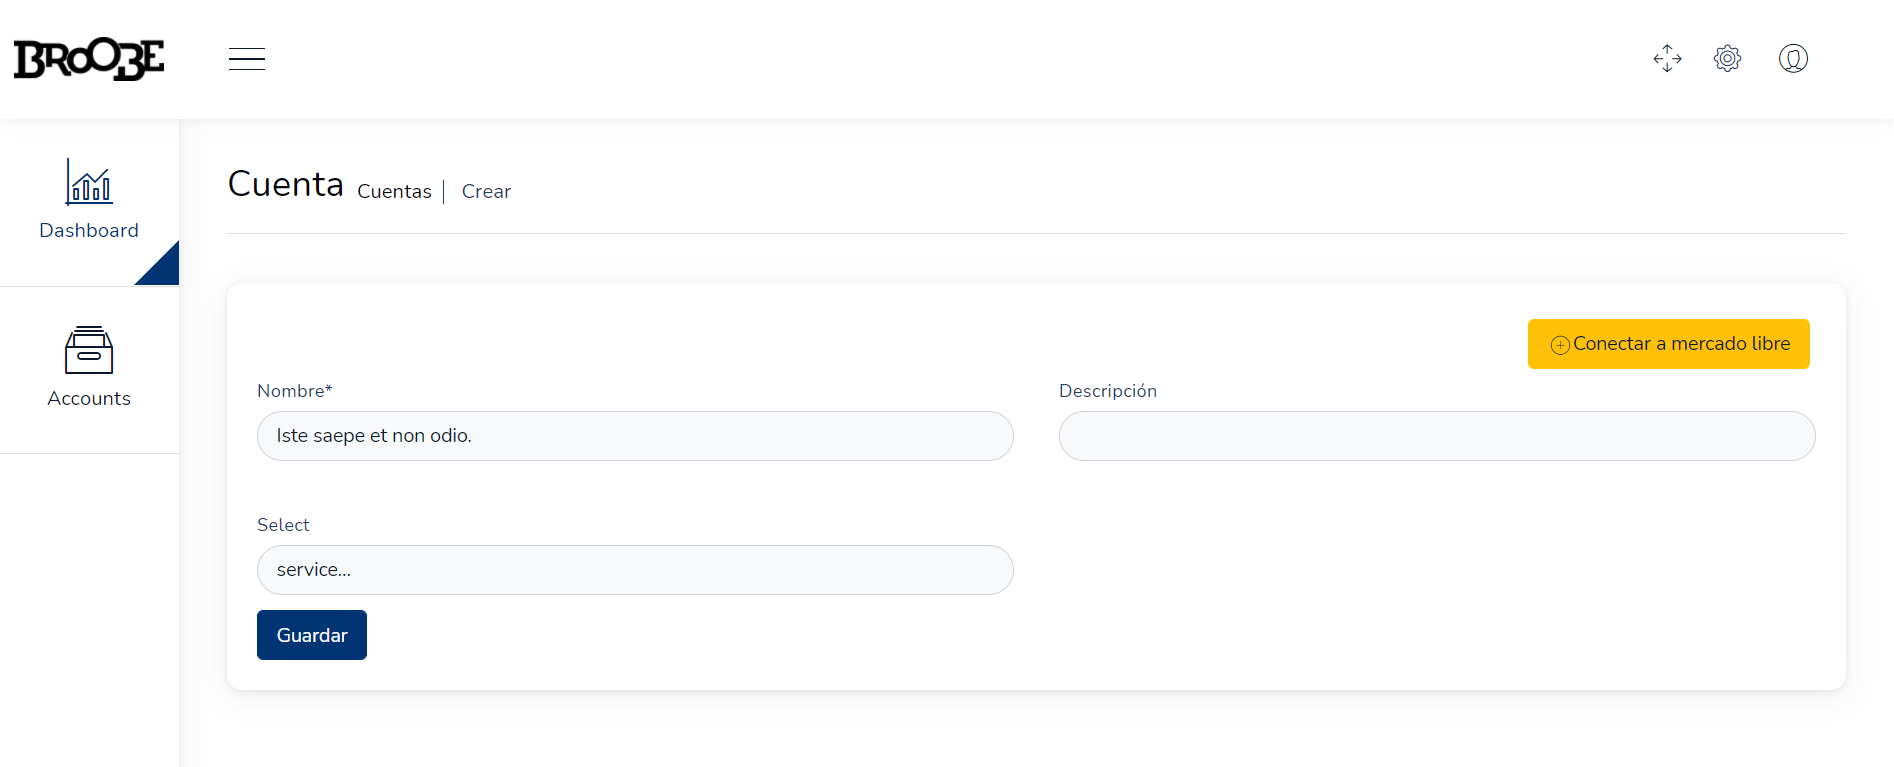 BROOBE
Dashboard
Accounts
Cuenta Cuentas | Crear
Conectar a mercado libre
Nombre*
Descripción
Iste saepe et non odio.
Select
service...
Guardar